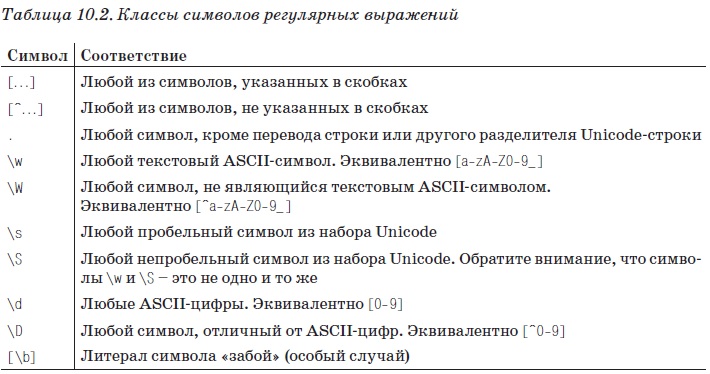 Таблица 10.2. Классы символов регулярных выражений
Символ Соответствие
[...] Любой из символов, указанных в скобках
[^...] Любой из символов, не указанных в скобках
. Любой символ, кроме перевода строки или другого разделителя Unicode-строки
\w Любой текстовый ASCII-символ. Эквивалентно [a-zA-Z0-9_]
\W Любой символ, не являющийся текстовым ASCII-символом.
Эквивалентно [^a-zA-Z0-9_]
\s Любой пробельный символ из набора Unicode
\S Любой непробельный символ из набора Unicode. Обратите внимание, что симво-
лы \w и \S – это не одно и то же
\d Любые ASCII-цифры. Эквивалентно [0-9]
\D Любой символ, отличный от ASCII-цифр. Эквивалентно [^0-9]
[\b] Литерал символа «забой» (особый случай)